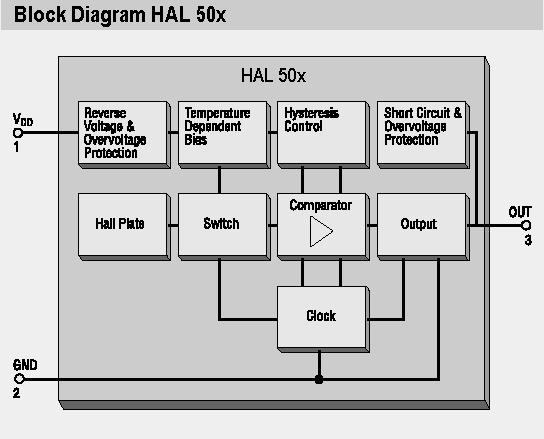 Block Diagram HAL 50x
HAL 50x
VDD
1
Reverse
Voltage &
Overvoltage
Protection
Temperature
Dependent
Bias
Hysteresis
Control
Short Circuit &
Overvoltage
Protection
Hall Plate
Switch
Comparator
Output
OUT
3
Clock
GND
2